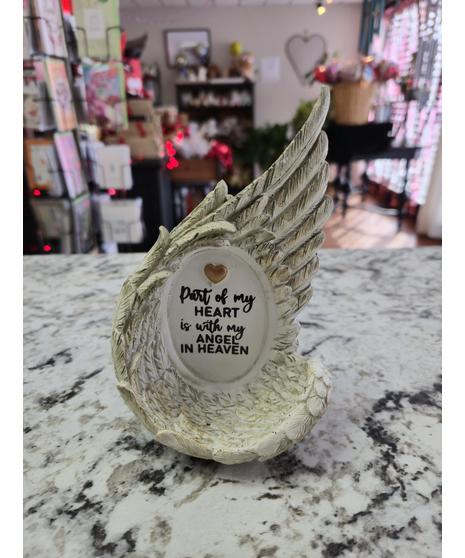 Part of my
HEART
is with my
ANGEL
IN HEAVEN